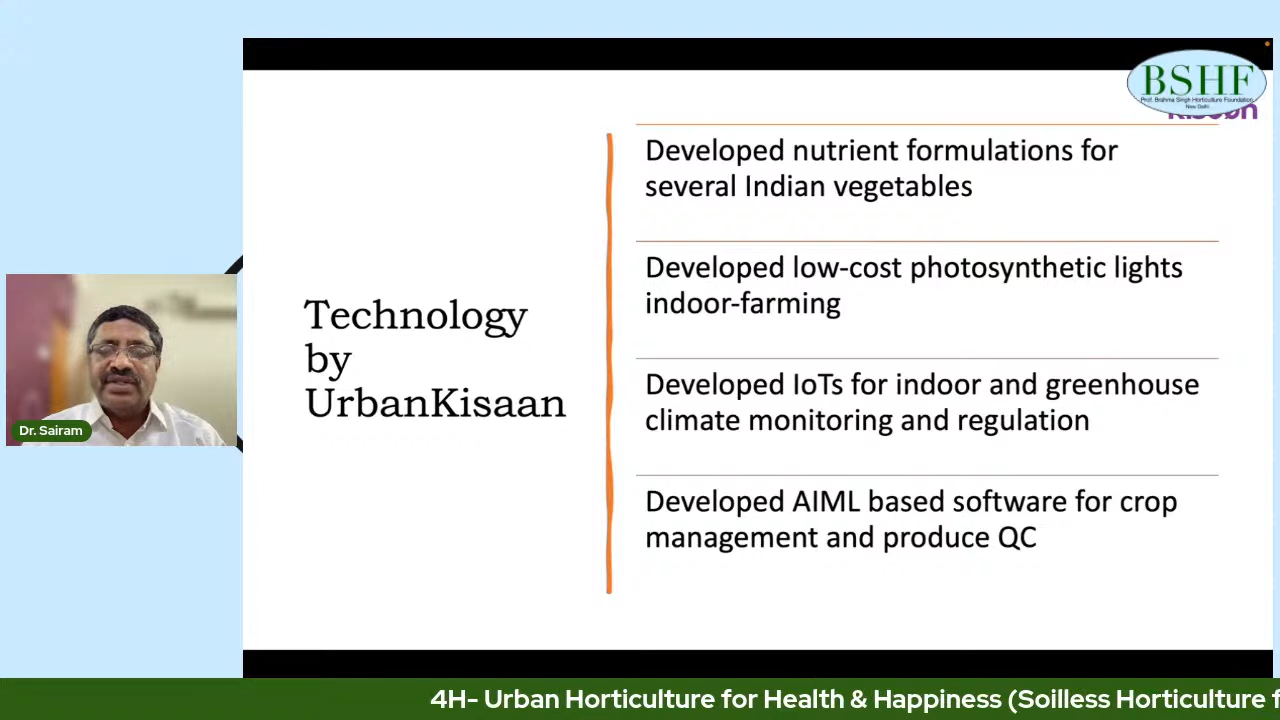 BSHF
Prof. Brahma Singh Horticulture Foundation
New Delhi
Developed nutrient formulations for
several Indian vegetables
Developed low-cost photosynthetic lights
indoor-farming
Technology
by
UrbanKisaan
Developed IoTs for indoor and greenhouse
climate monitoring and regulation
Developed AIML based software for crop
management and produce QC
Dr. Sairam
4H- Urban Horticulture for Health & Happiness (Soilless Horticulture f